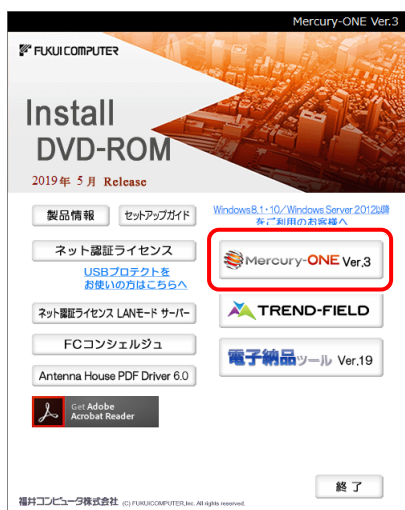 Mercury-ONE Ver.3
FUKUI COMPUTER
Install
DVD-ROM
2019年 5月 Release
製品情報
セットアップガイド
Windows8.1・10／Windows Server 2012以降
をご利用のお客様へ
ネット認証ライセンス
USBプロテクトを
お使いの方はこちらへ
Mercury-ONE Ver.3
ネット認証ライセンス LANモード サーバー
TREND-FIELD
FCコンシェルジュ
電子納品ツール Ver.19
Antenna House PDF Driver 6.0
Get Adobe
Acrobat Reader
終了
福井コンピュータ株式会社 (C) FUKUICOMPUTER,Inc. All rights reserved.